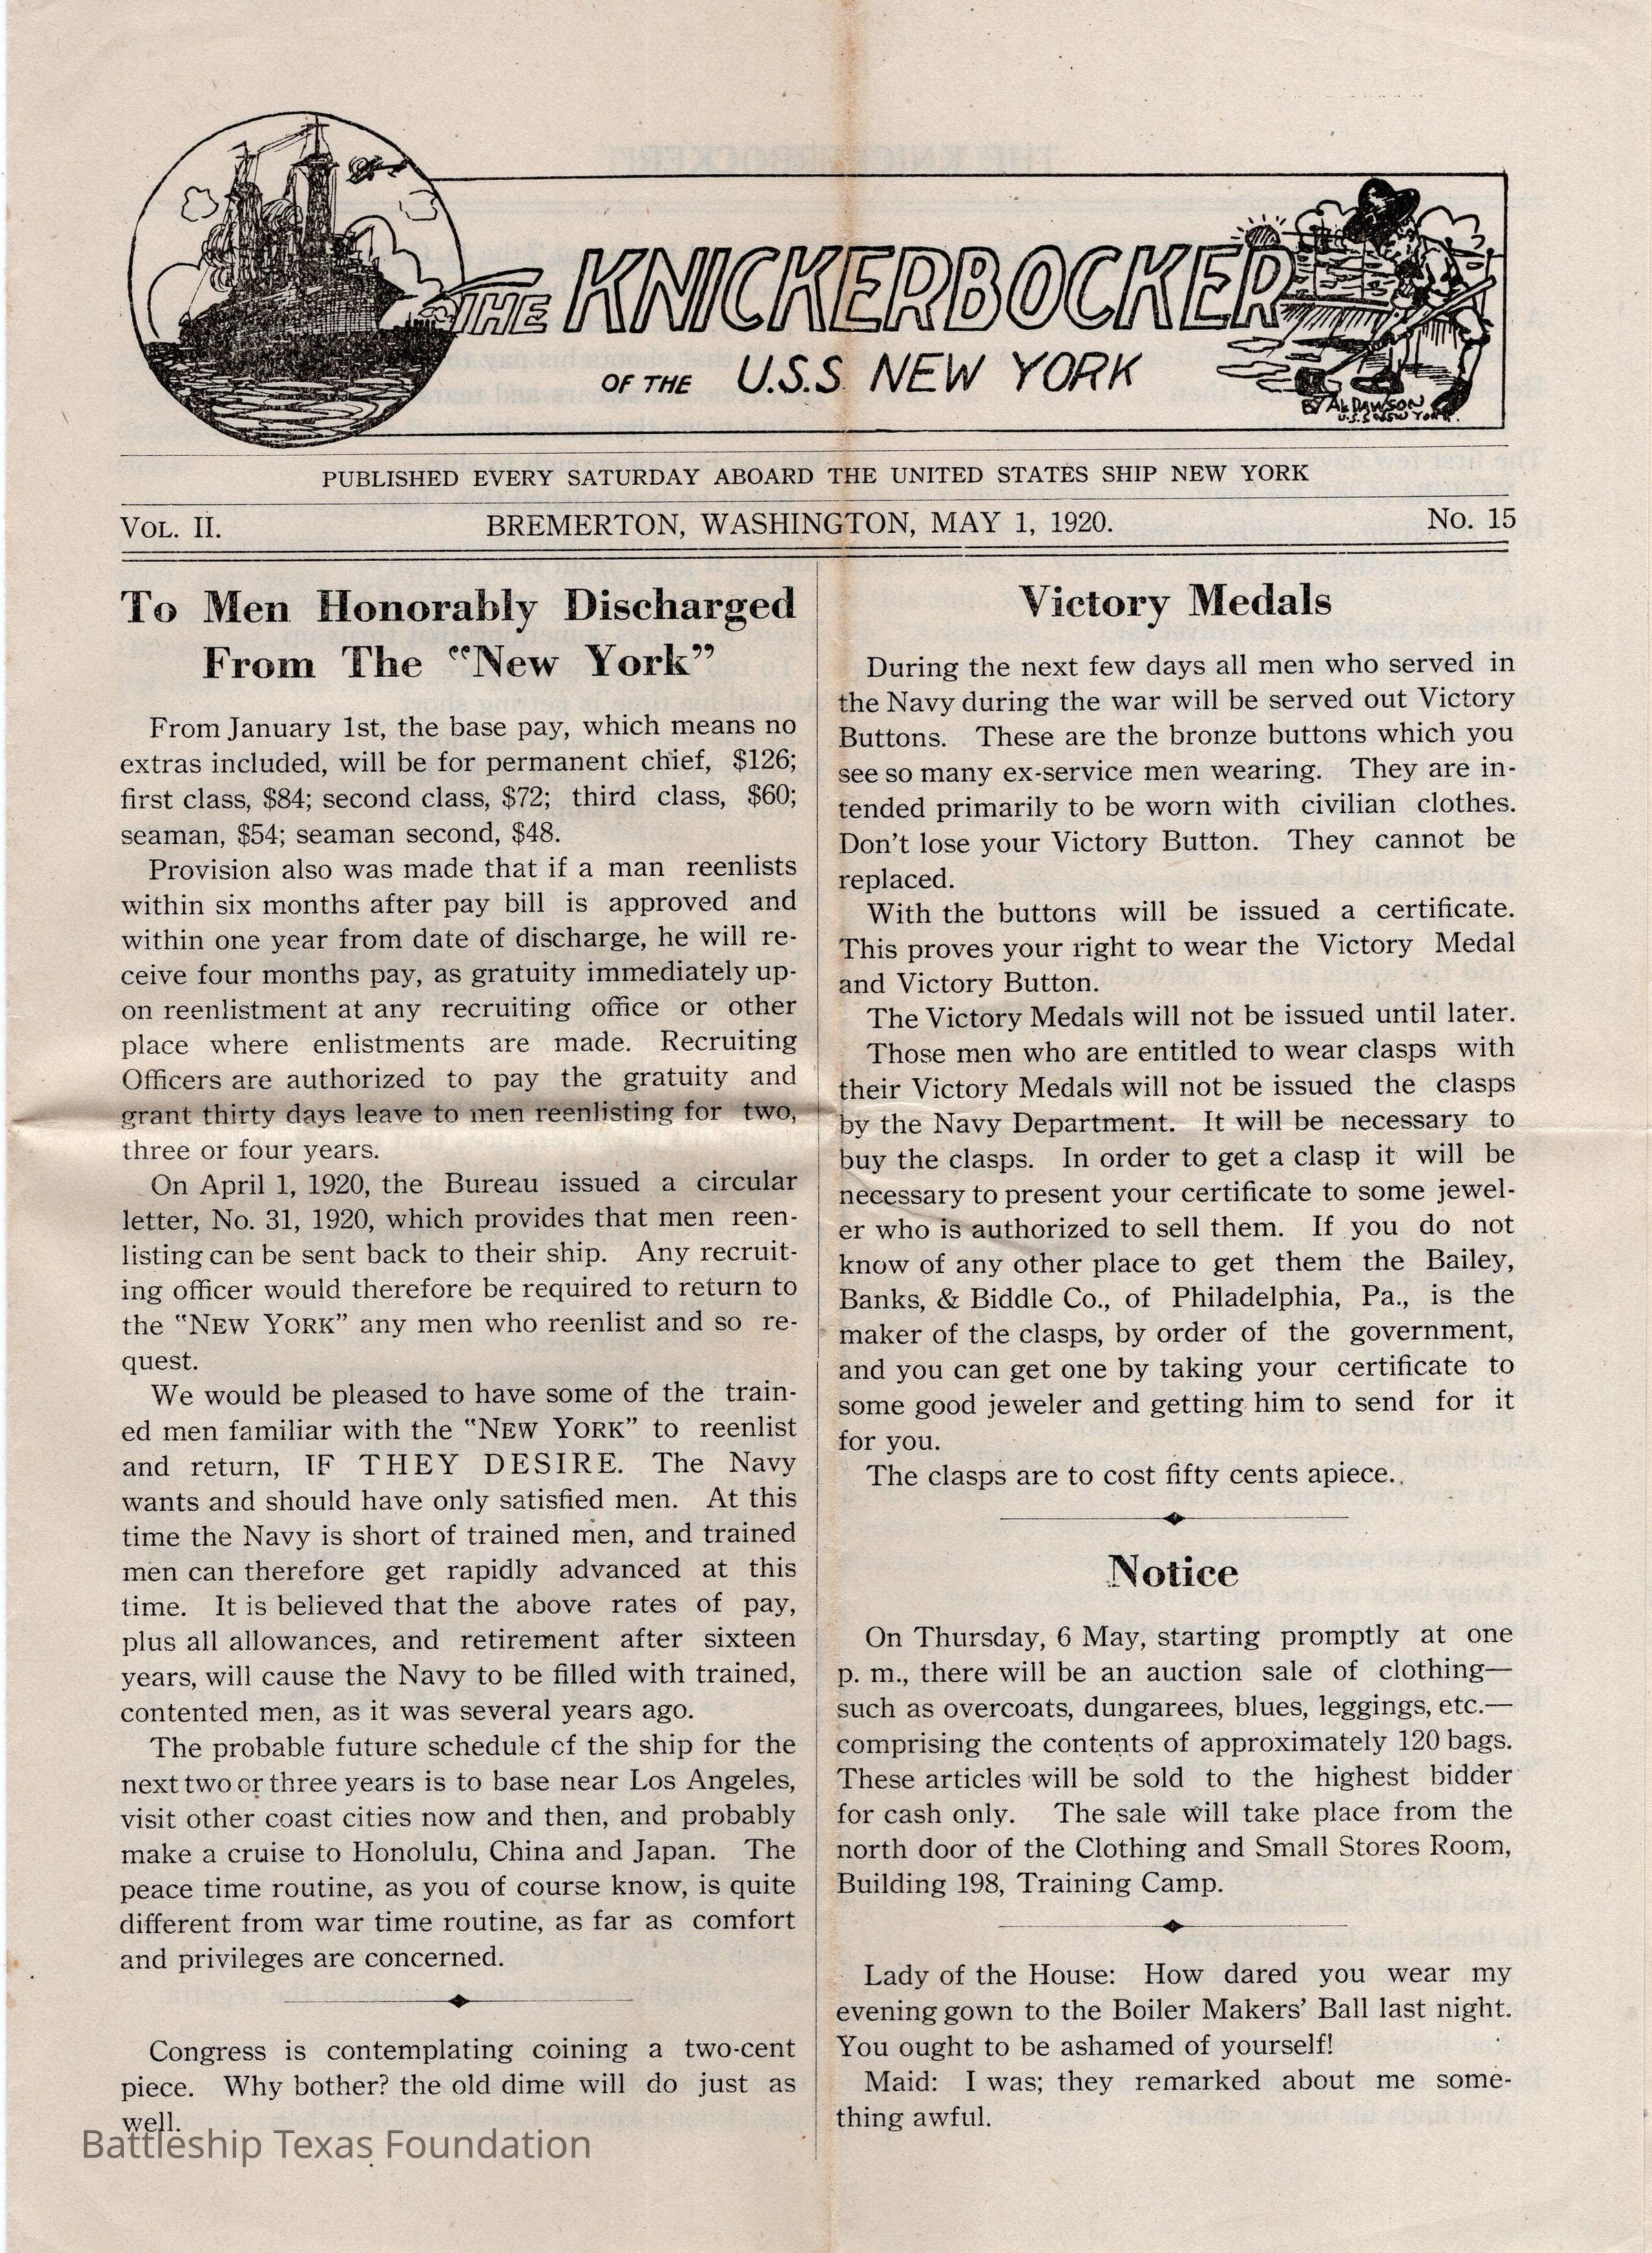 THE KNICKERBOCKER
OF THE U.S.S. NEW YORK
BY AL DAWSON
U.S.S NEW YORK.
PUBLISHED EVERY SATURDAY ABOARD THE UNITED STATES SHIP NEW YORK
VOL. II. BREMERTON, WASHINGTON, MAY 1, 1920. No. 15
To Men Honorably Discharged
From The "New York"
From January 1st, the base pay, which means no
extras included, will be for permanent chief, $126;
first class, $84; second class, $72; third class, $60;
seaman, $54; seaman second, $48.
Provision also was made that if a man reenlists
within six months after pay bill is approved and
within one year from date of discharge, he will re-
ceive four months pay, as gratuity immediately up-
on reenlistment at any recruiting office or other
place where enlistments are made. Recruiting
Officers are authorized to pay the gratuity and
grant thirty days leave to men reenlisting for two,
three or four years.
On April 1, 1920, the Bureau issued a circular
letter, No. 31, 1920, which provides that men reen-
listing can be sent back to their ship. Any recruit-
ing officer would therefore be required to return to
the "NEW YORK" any men who reenlist and so re-
quest.
We would be pleased to have some of the train-
ed men familiar with the "NEW YORK" to reenlist
and return, IF THEY DESIRE. The Navy
wants and should have only satisfied men. At this
time the Navy is short of trained men, and trained
men can therefore get rapidly advanced at this
time. It is believed that the above rates of pay,
plus all allowances, and retirement after sixteen
years, will cause the Navy to be filled with trained,
contented men, as it was several years ago.
The probable future schedule cf the ship for the
next two or three years is to base near Los Angeles,
visit other coast cities now and then, and probably
make a cruise to Honolulu, China and Japan. The
peace time routine, as you of course know, is quite
different from war time routine, as far as comfort
and privileges are concerned.
Congress is contemplating coining a two-cent
piece. Why bother? the old dime will do just as
well.
Victory Medals
During the next few days all men who served in
the Navy during the war will be served out Victory
Buttons. These are the bronze buttons which you
see so many ex-service men wearing. They are in-
tended primarily to be worn with civilian clothes.
Don't lose your Victory Button. They cannot be
replaced.
With the buttons will be issued a certificate.
This proves your right to wear the Victory Medal
and Victory Button.
The Victory Medals will not be issued until later.
Those men who are entitled to wear clasps with
their Victory Medals will not be issued the clasps
by the Navy Department. It will be necessary to
buy the clasps. In order to get a clasp it will be
necessary to present your certificate to some jewel-
er who is authorized to sell them. If you do not
know of any other place to get them the Bailey,
Banks, & Biddle Co., of Philadelphia, Pa., is the
maker of the clasps, by order of the government,
and you can get one by taking your certificate to
some good jeweler and getting him to send for it
for you.
The clasps are to cost fifty cents apiece.
Notice
On Thursday, 6 May, starting promptly at one
p. m., there will be an auction sale of clothing—
such as overcoats, dungarees, blues, leggings, etc.—
comprising the contents of approximately 120 bags.
These articles will be sold to the highest bidder
for cash only. The sale will take place from the
north door of the Clothing and Small Stores Room,
Building 198, Training Camp.
Lady of the House: How dared you wear my
evening gown to the Boiler Makers' Ball last night.
You ought to be ashamed of yourself!
Maid: I was; they remarked about me some-
thing awful.
Battleship Texas Foundation